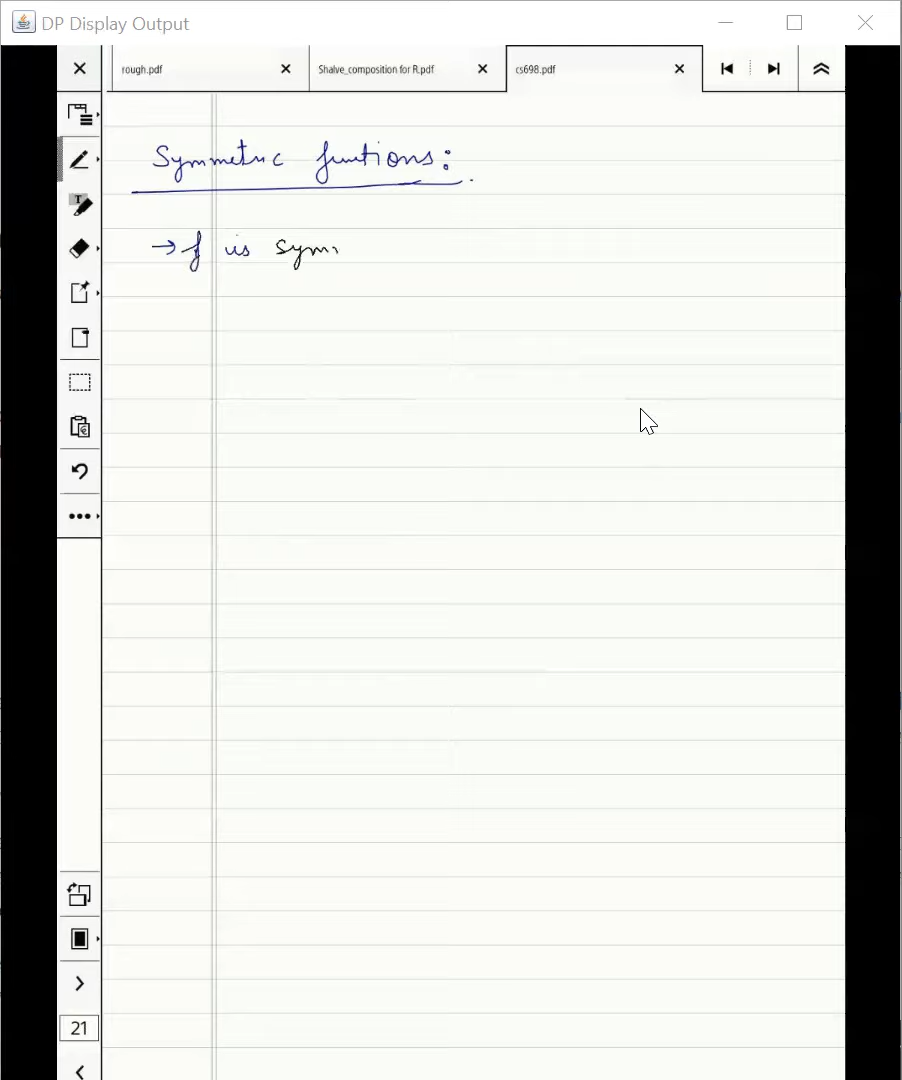 DP Display Output
rough.pdf
Shalve_composition for R.pdf
cs698.pdf
Symmetric funtions:
→ f is Sym
21